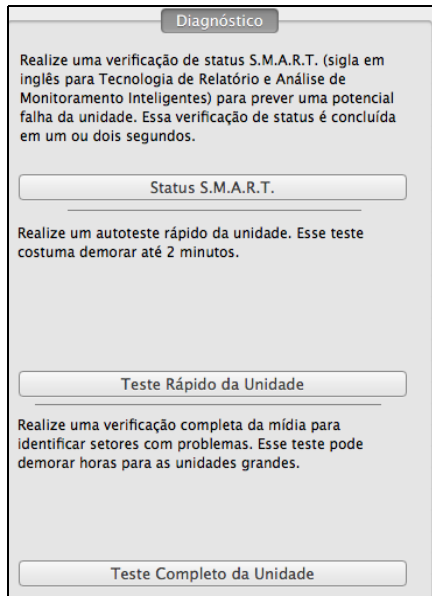 Diagnóstico
Realize uma verificação de status S.M.A.R.T. (sigla em
inglês para Tecnologia de Relatório e Análise de
Monitoramento Inteligentes) para prever uma potencial
falha da unidade. Essa verificação de status é concluída
em um ou dois segundos.
Status S.M.A.R.T.
Realize um autoteste rápido da unidade. Esse teste
costuma demorar até 2 minutos.
Teste Rápido da Unidade
Realize uma verificação completa da mídia para
identificar setores com problemas. Esse teste pode
demorar horas para as unidades grandes.
Teste Completo da Unidade